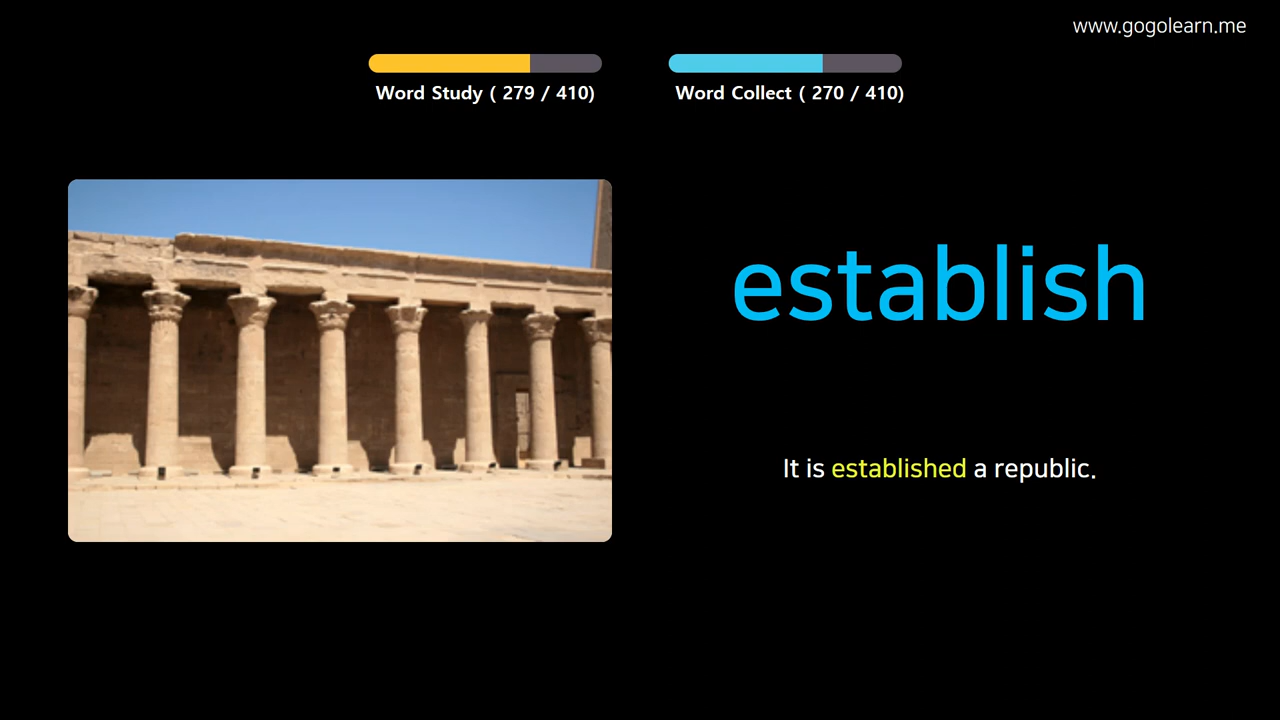 www.gogolearn.me
Word Study ( 279 / 410)
Word Collect ( 270 / 410)
establish
It is established a republic.